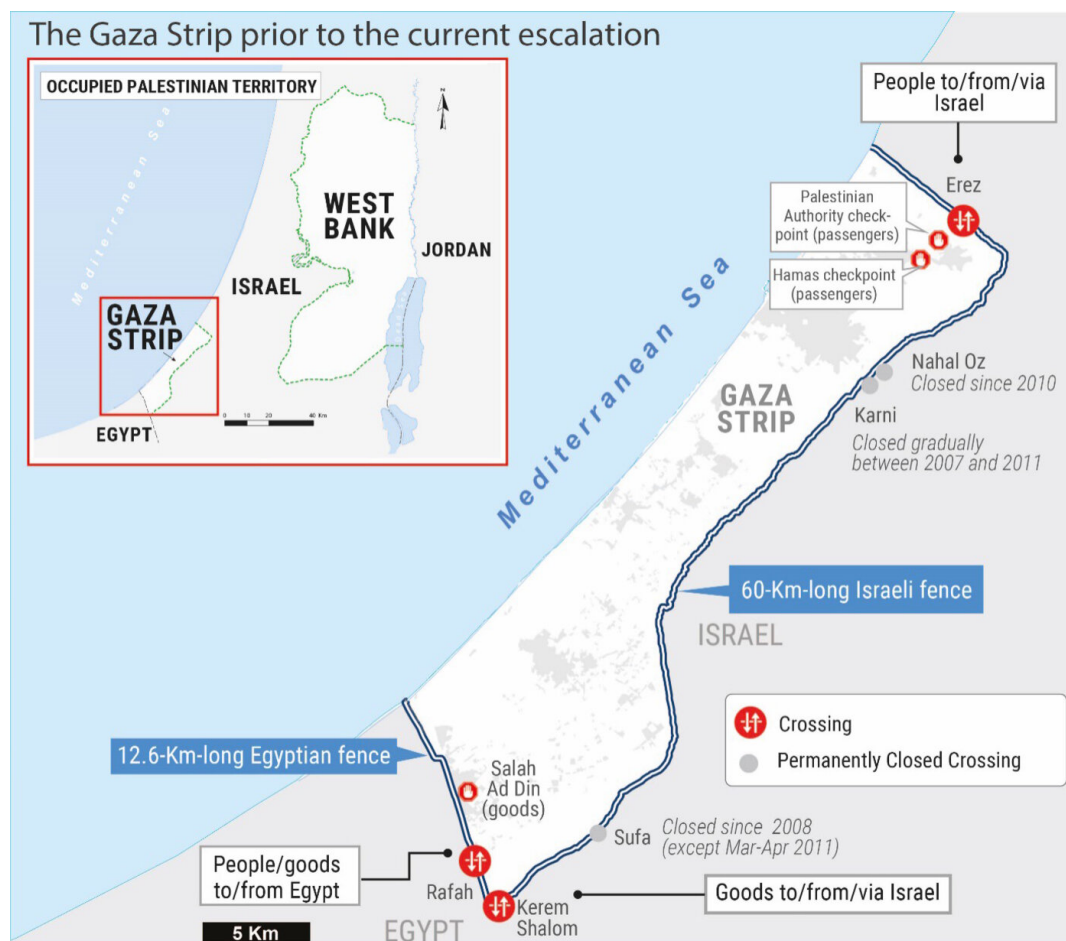 The Gaza Strip prior to the current escalation
OCCUPIED PALESTINIAN TERRITORY
Mediterranean Sea
N
WEST
BANK
JORDAN
ISRAEL
GAZA
STRIP
EGYPT
0 10 20 40 Km
People to/from/via
Israel
Erez
Palestinian
Authority check-
point (passengers)
Hamas checkpoint
(passengers)
Mediterranean Sea
Nahal Oz
Closed since 2010
GAZA
STRIP
Karni
Closed gradually
between 2007 and 2011
60-Km-long Israeli fence
ISRAEL
Crossing
Permanently Closed Crossing
12.6-Km-long Egyptian fence
Salah
Ad Din
(goods)
Sufa
Closed since 2008
(except Mar-Apr 2011)
People/goods
to/from Egypt
Rafah
Kerem
Shalom
Goods to/from/via Israel
EGYPT
5 Km